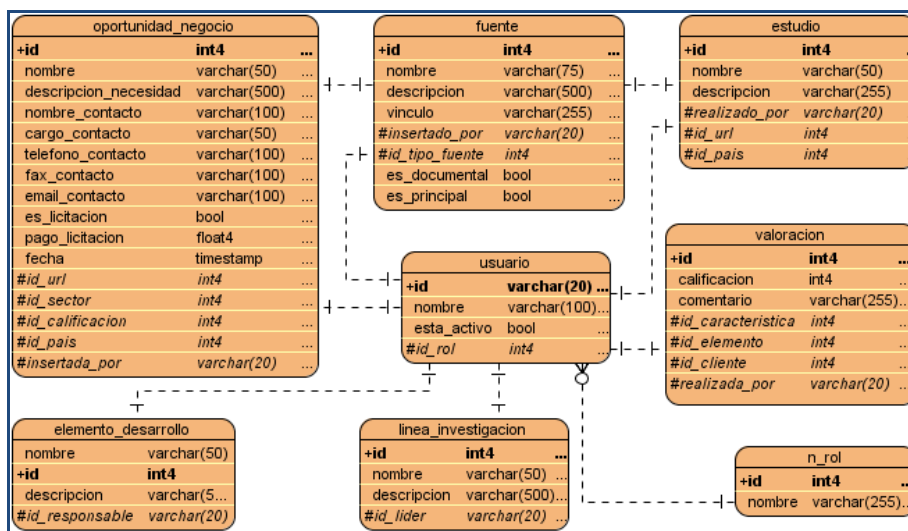 oportunidad_negocio
+id int4 ...
nombre varchar(50) ...
descripcion_necesidad varchar(500) ...
nombre_contacto varchar(100) ...
cargo_contacto varchar(50) ...
telefono_contacto varchar(100) ...
fax_contacto varchar(100) ...
email_contacto varchar(100) ...
es_licitacion bool ...
pago_licitacion float4 ...
fecha timestamp ...
#id_url int4 ...
#id_sector int4 ...
#id_calificacion int4 ...
#id_pais int4 ...
#insertada_por varchar(20) ...
fuente
+id int4 ...
nombre varchar(75) ...
descripcion varchar(500) ...
vinculo varchar(255) ...
#insertado_por varchar(20) ...
#id_tipo_fuente int4 ...
es_documental bool ...
es_principal bool ...
estudio
+id int4 ...
nombre varchar(50) ...
descripcion varchar(255)
#realizado_por varchar(20) ...
#id_url int4 ...
#id_pais int4 ...
usuario
+id varchar(20) ...
nombre varchar(100)...
esta_activo bool ...
#id_rol int4 ...
valoracion
+id int4 ...
calificacion int4 ...
comentario varchar(255)...
#id_caracteristica int4 ...
#id_elemento int4 ...
#id_cliente int4 ...
#realizada_por varchar(20) ...
elemento_desarrollo
nombre varchar(50)
+id int4
descripcion varchar(5...
#id_responsable varchar(20)
linea_investigacion
+id int4 ...
nombre varchar(50) ...
descripcion varchar(500)...
#id_lider varchar(20) ...
n_rol
+id int4 ...
nombre varchar(255)...